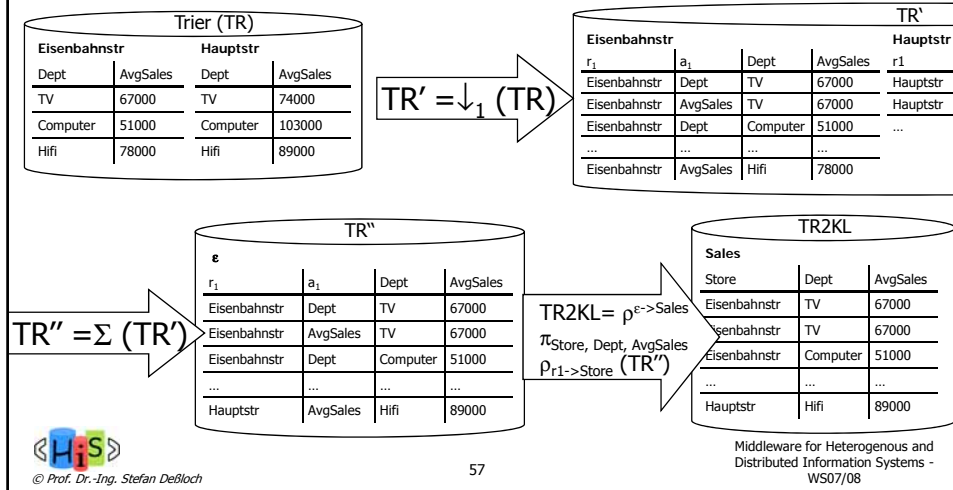 Trier (TR)
Eisenbahnstr Hauptstr
Dept AvgSales Dept AvgSales
TV 67000 TV 74000
Computer 51000 Computer 103000
Hifi 78000 Hifi 89000
TR′ =↓1 (TR)
TR‘
Eisenbahnstr Hauptstr
r1 a1 Dept AvgSales r1
Eisenbahnstr Dept TV 67000 Hauptstr
Eisenbahnstr AvgSales TV 67000 Hauptstr
Eisenbahnstr Dept Computer 51000 ...
... ... ... ...
Eisenbahnstr AvgSales Hifi 78000
TR″ =Σ (TR′)
TR“
ε
r1 a1 Dept AvgSales
Eisenbahnstr Dept TV 67000
Eisenbahnstr AvgSales TV 67000
Eisenbahnstr Dept Computer 51000
... ... ... ...
Hauptstr AvgSales Hifi 89000
TR2KL= ρε->Sales
πStore, Dept, AvgSales
ρr1->Store (TR″)
TR2KL
Sales
Store Dept AvgSales
Eisenbahnstr TV 67000
Eisenbahnstr TV 67000
Eisenbahnstr Computer 51000
... ... ...
Hauptstr Hifi 89000
HiS
© Prof. Dr.-Ing. Stefan Deßloch
57
Middleware for Heterogenous and
Distributed Information Systems -
WS07/08